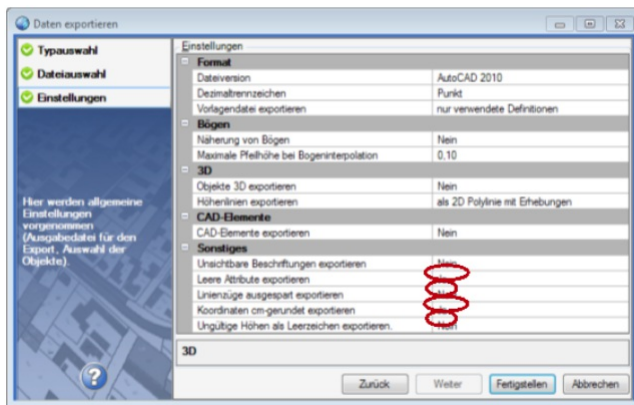 Daten exportieren
Typauswahl
Dateiauswahl
Einstellungen
Hier werden allgemeine
Einstellungen
vorgenommen
(Ausgabedatei für den
Export, Auswahl der
Objekte).
Einstellungen
Format
Dateiversion AutoCAD 2010
Dezimaltrennzeichen Punkt
Vorlagendatei exportieren nur verwendete Definitionen
Bögen
Näherung von Bögen Nein
Maximale Pfeilhöhe bei Bogeninterpolation 0,10
3D
Objekte 3D exportieren Nein
Höhenlinien exportieren als 2D Polylinie mit Erhebungen
CAD-Elemente
CAD-Elemente exportieren Nein
Sonstiges
Unsichtbare Beschriftungen exportieren Nein
Leere Attribute exportieren
Linienzüge ausgespart exportieren
Koordinaten cm-gerundet exportieren
Ungültige Höhen als Leerzeichen exportieren. Nein
3D
Zurück Weiter Fertigstellen Abbrechen